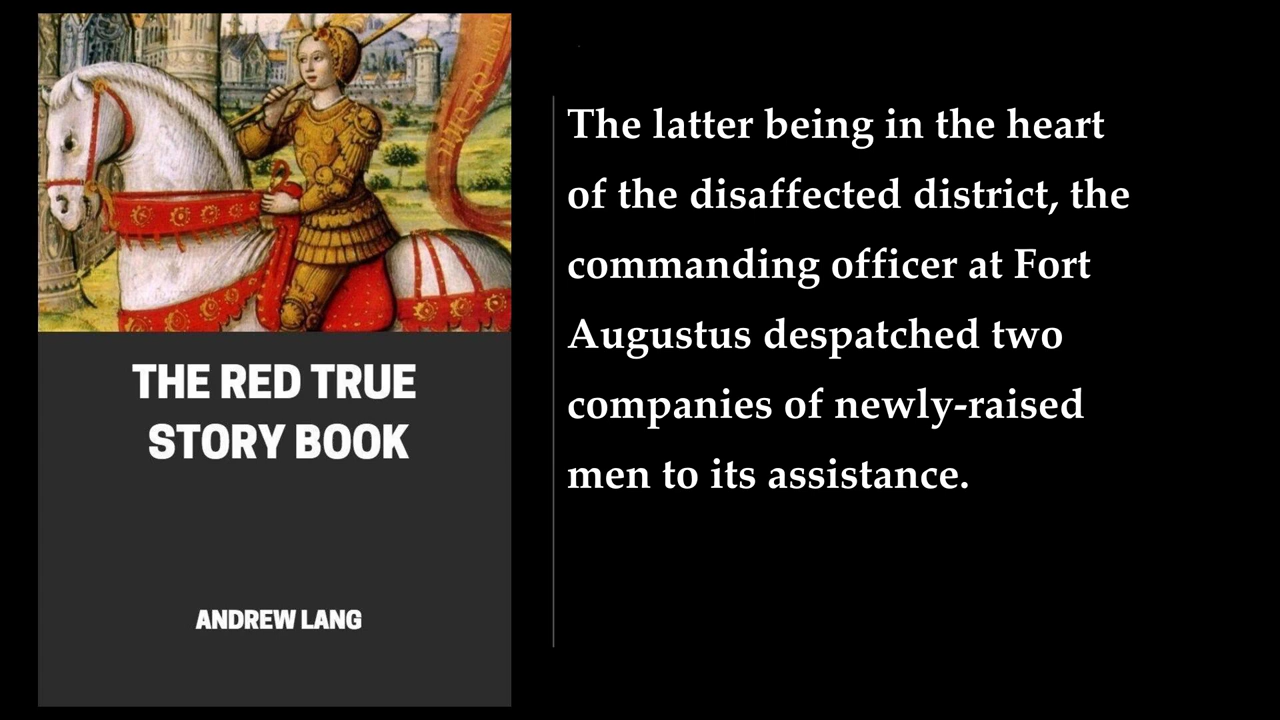 THE RED TRUE
STORY BOOK
ANDREW LANG
The latter being in the heart
of the disaffected district, the
commanding officer at Fort
Augustus despatched two
companies of newly-raised
men to its assistance.